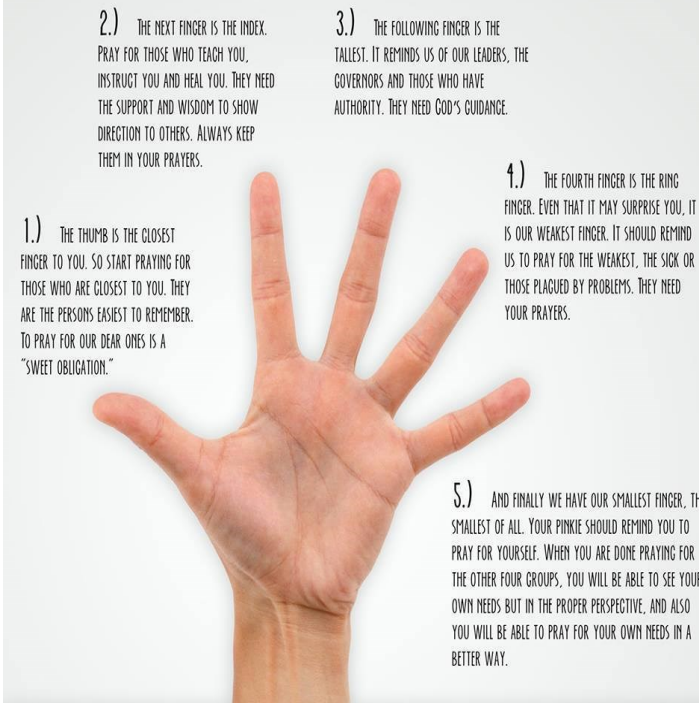 1.) The thumb is the closest
finger to you. So start praying for
those who are closest to you. They
are the persons easiest to remember.
To pray for our dear ones is a
"sweet obligation."
2.) The next finger is the index.
Pray for those who teach you,
instruct you and heal you. They need
the support and wisdom to show
direction to others. Always keep
them in your prayers.
3.) The following finger is the
tallest. It reminds us of our leaders, the
governors and those who have
authority. They need God's guidance.
4.) The fourth finger is the ring
finger. Even that it may surprise you, it
is our weakest finger. It should remind
us to pray for the weakest, the sick or
those plagued by problems. They need
your prayers.
5.) And finally we have our smallest finger, th
smallest of all. Your pinkie should remind you to
pray for yourself. When you are done praying for
the other four groups, you will be able to see your
own needs but in the proper perspective, and also
you will be able to pray for your own needs in a
better way.